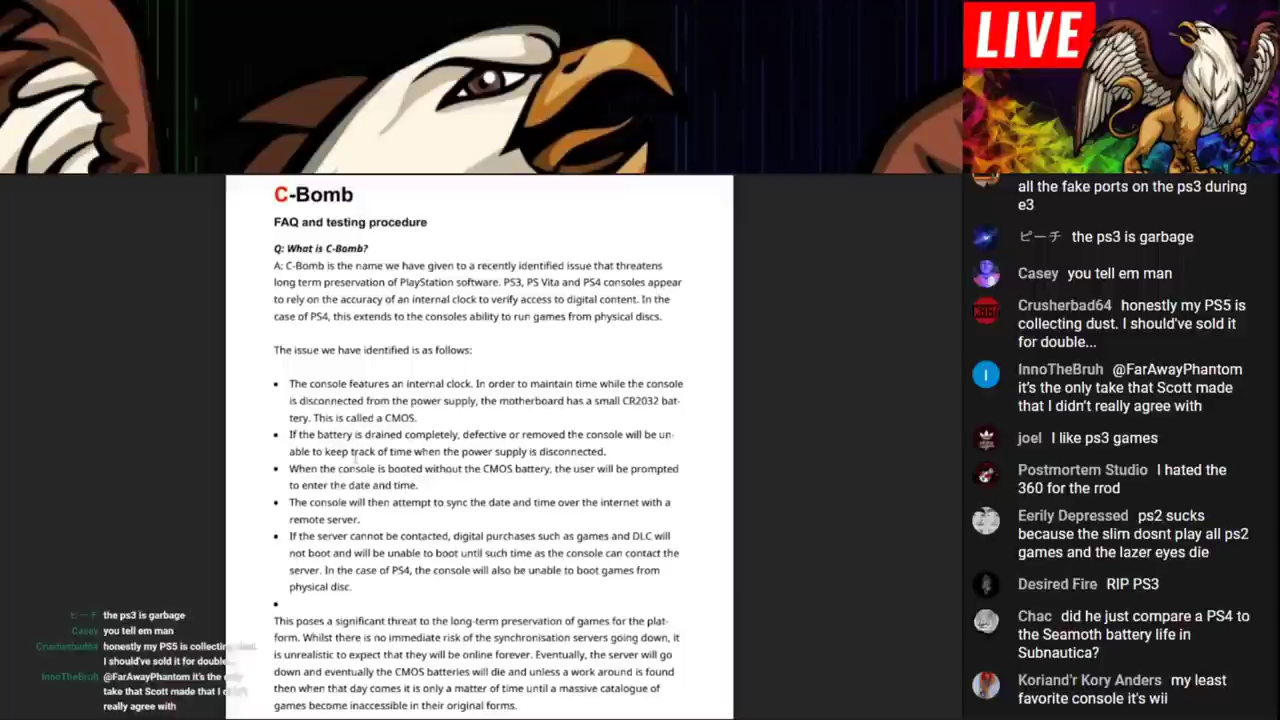 LIVE
C-Bomb
FAQ and testing procedure
Q: What is C-Bomb?
A: C-Bomb is the name we have given to a recently identified issue that threatens
long term preservation of PlayStation software. PS3, PS Vita and PS4 consoles appear
to rely on the accuracy of an internal clock to verify access to digital content. In the
case of PS4, this extends to the consoles ability to run games from physical discs.
The issue we have identified is as follows:
• The console features an internal clock. In order to maintain time while the console
is disconnected from the power supply, the motherboard has a small CR2032 bat-
tery. This is called a CMOS.
• If the battery is drained completely, defective or removed the console will be un-
able to keep track of time when the power supply is disconnected.
• When the console is booted without the CMOS battery, the user will be prompted
to enter the date and time.
• The console will then attempt to sync the date and time over the internet with a
remote server.
• If the server cannot be contacted, digital purchases such as games and DLC will
not boot and will be unable to boot until such time as the console can contact the
server. In the case of PS4, the console will also be unable to boot games from
physical disc.
•
This poses a significant threat to the long-term preservation of games for the plat-
form. Whilst there is no immediate risk of the synchronisation servers going down, it
is unrealistic to expect that they will be online forever. Eventually, the server will go
down and eventually the CMOS batteries will die and unless a work around is found
then when that day comes it is only a matter of time until a massive catalogue of
games become inaccessible in their original forms.
ピーチ the ps3 is garbage
Casey you tell em man
Crusherbad64 honestly my PS5 is collecting dust.
I should've sold it for double...
InnoTheBruh @FarAwayPhantom it's the only
take that Scott made that I didn't
really agree with
all the fake ports on the ps3 during
e3
ピーチ the ps3 is garbage
Casey you tell em man
Crusherbad64 honestly my PS5 is
collecting dust. I should've sold it
for double...
InnoTheBruh @FarAwayPhantom
it's the only take that Scott made
that I didn't really agree with
joel I like ps3 games
Postmortem Studio I hated the
360 for the rrod
Eerily Depressed ps2 sucks
because the slim dosnt play all ps2
games and the lazer eyes die
Desired Fire RIP PS3
Chac did he just compare a PS4 to
the Seamoth battery life in
Subnautica?
Koriand'r Kory Anders my least
favorite console it's wii